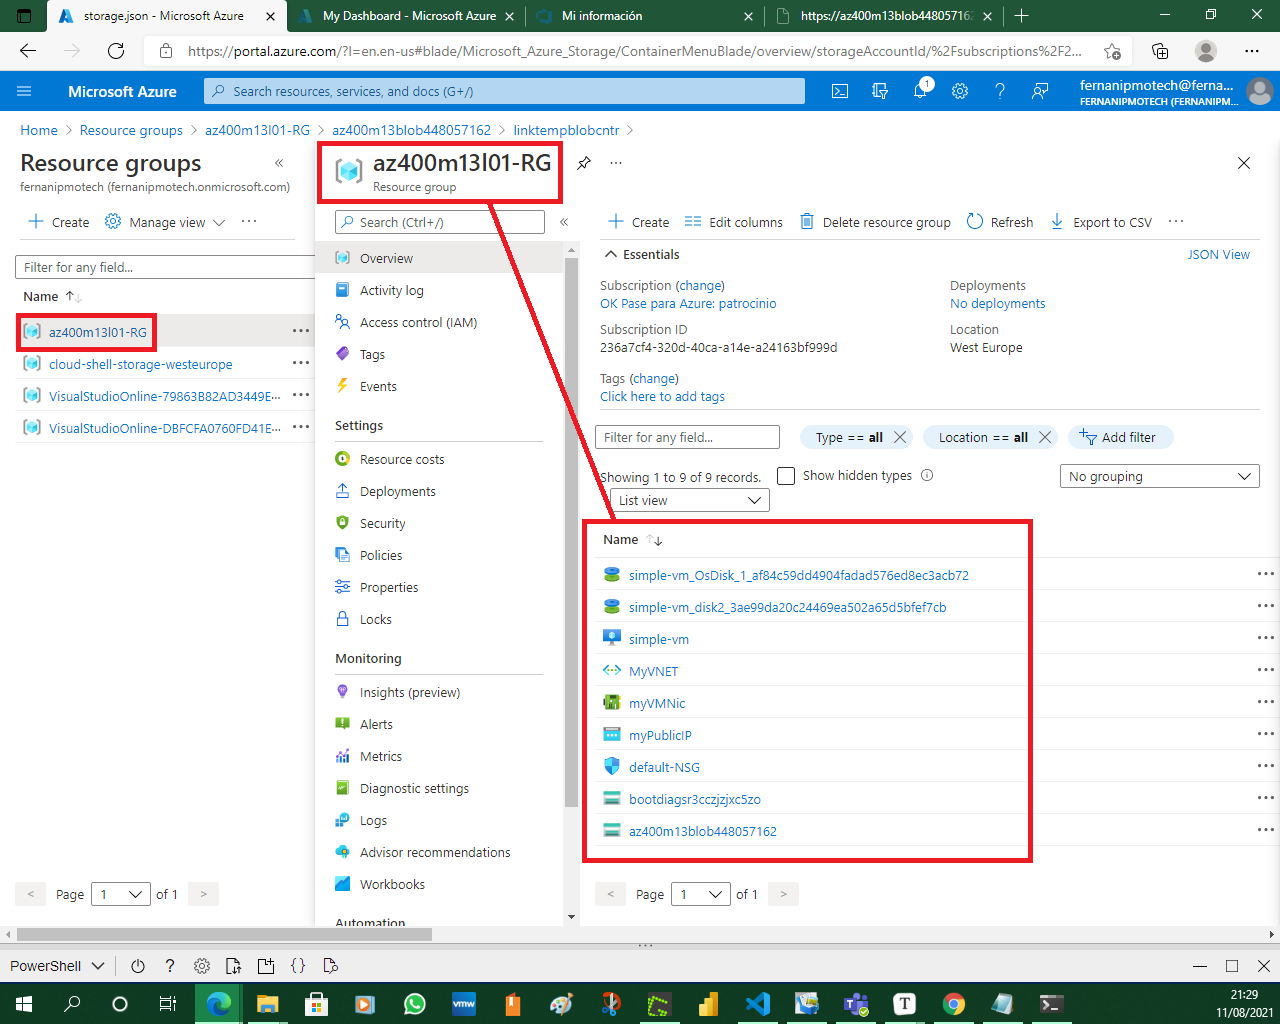 storage.json - Microsoft Azure
My Dashboard - Microsoft Azure
Mi información
https://az400m13blob44805716
https://portal.azure.com/?l=en.en-us#blade/Microsoft_Azure_Storage/ContainerMenuBlade/overview/storageAccountId/%2Fsubscriptions%2F2...
Microsoft Azure
Search resources, services, and docs (G+/)
1
fernanipmotech@ferna...
FERNANIPMOTECH (FERNANIPM...
Home > Resource groups > az400m13l01-RG > az400m13blob448057162 > linktempblobcntr >
Resource groups
fernanipmotech (fernanipmotech.onmicrosoft.com)
Create
Manage view
Filter for any field...
Name
az400m13l01-RG
cloud-shell-storage-westeurope
VisualStudioOnline-79863B82AD3449E...
VisualStudioOnline-DBFCFA0760FD41E...
< Page 1 of 1 >
az400m13l01-RG
Resource group
Search (Ctrl+/)
Overview
Activity log
Access control (IAM)
Tags
Events
Settings
Resource costs
Deployments
Security
Policies
Properties
Locks
Monitoring
Insights (preview)
Alerts
Metrics
Diagnostic settings
Logs
Advisor recommendations
Workbooks
Automation
Create
Edit columns
Delete resource group
Refresh
Export to CSV
Essentials
JSON View
Subscription (change)
OK Pase para Azure: patrocinio
Subscription ID
236a7cf4-320d-40ca-a14e-a24163bf999d
Deployments
No deployments
Location
West Europe
Tags (change)
Click here to add tags
Filter for any field...
Type == all
Location == all
Add filter
Showing 1 to 9 of 9 records.
Show hidden types
No grouping
List view
Name
simple-vm_OsDisk_1_af84c59dd4904fadad576ed8ec3acb72
simple-vm_disk2_3ae99da20c24469ea502a65d5bfef7cb
simple-vm
MyVNET
myVMNic
myPublicIP
default-NSG
bootdiagsr3cczjzjxc5zo
az400m13blob448057162
< Page 1 of 1 >
PowerShell
vmw
T
21:29
11/08/2021